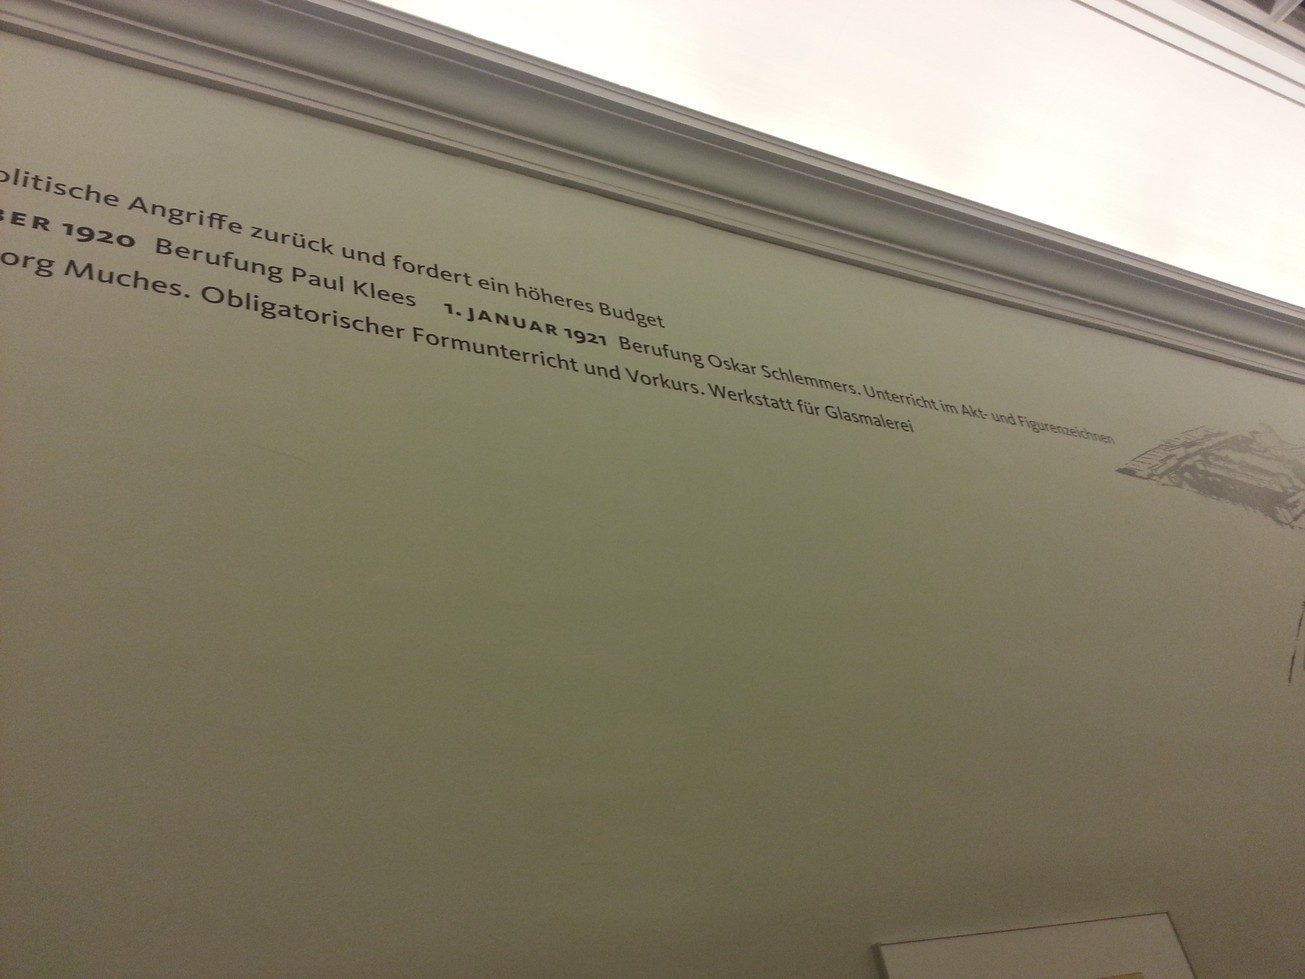 olitische Angriffe zurück und fordert ein höheres Budget
BER 1920 Berufung Paul Klees 1. JANUAR 1921 Berufung Oskar Schlemmers. Unterricht im Akt- und Figurenzeichnen
org Muches. Obligatorischer Formunterricht und Vorkurs. Werkstatt für Glasmalerei